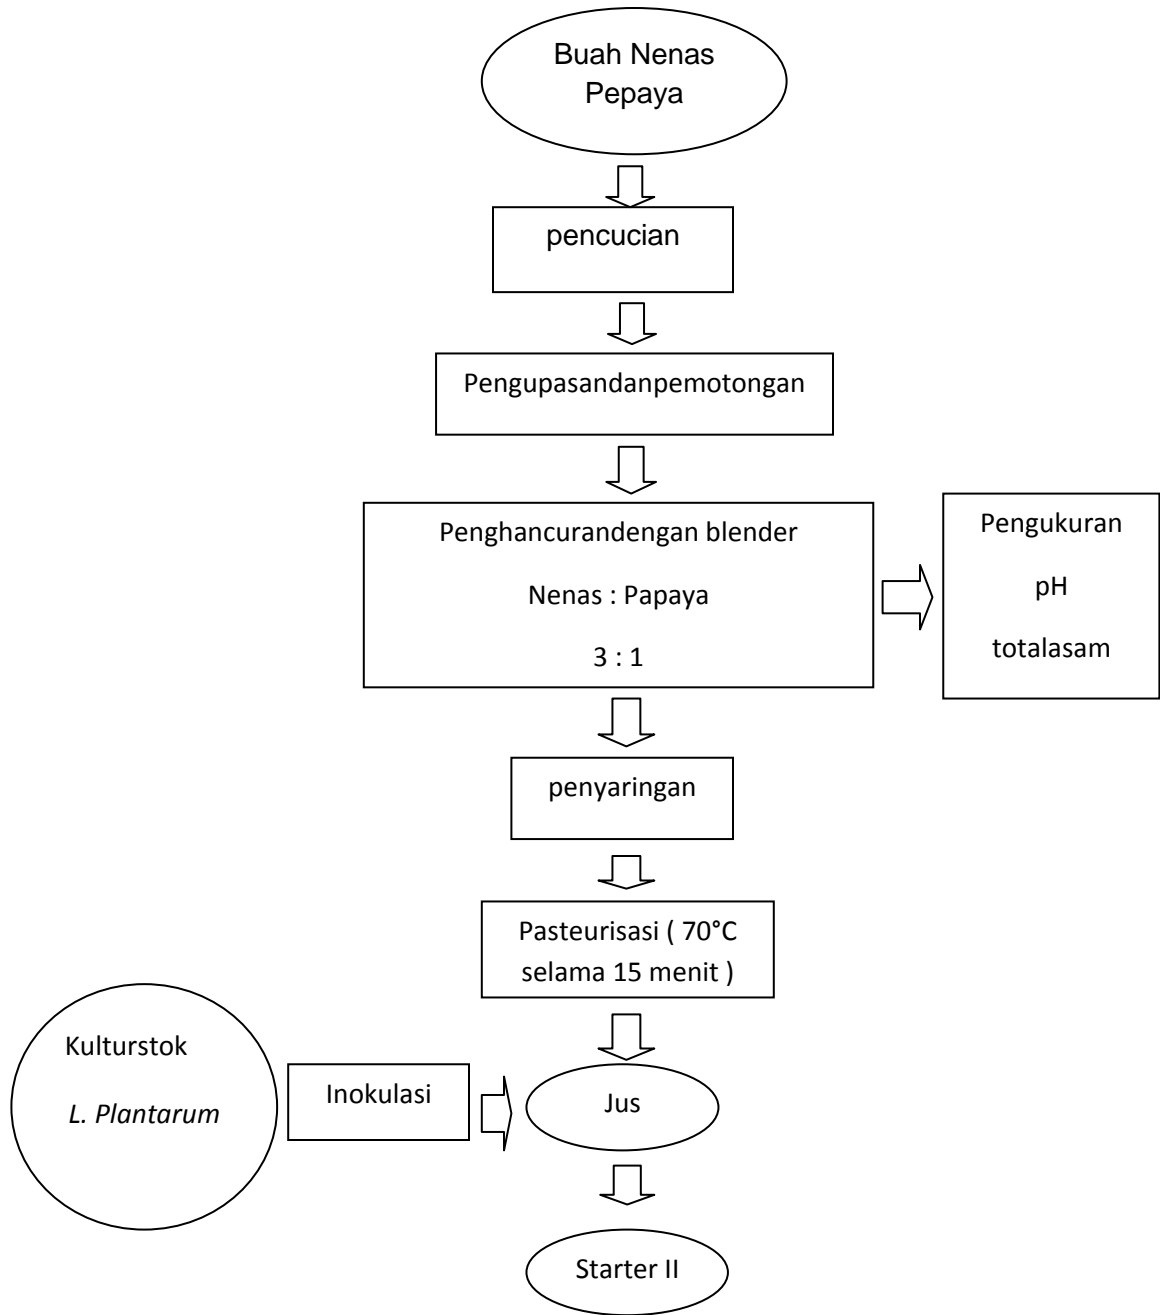 Buah Nenas
Pepaya
pencucian
Pengupasandanpemotongan
Penghancurandengan blender
Nenas : Papaya
3 : 1
Pengukuran
pH
totalasam
penyaringan
Pasteurisasi ( 70°C
selama 15 menit )
Kulturstok
L. Plantarum
Inokulasi
Jus
Starter II